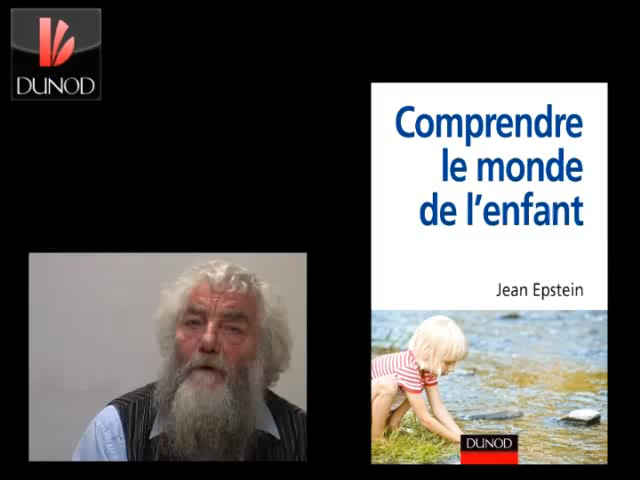 DUNOD
Comprendre
le monde
de l'enfant
Jean Epstein
DUNOD